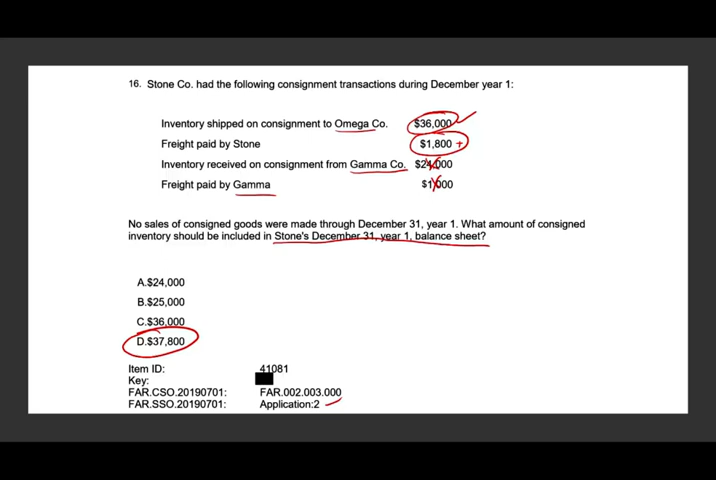 16. Stone Co. had the following consignment transactions during December year 1:
Inventory shipped on consignment to Omega Co. $36,000
Freight paid by Stone $1,800 +
Inventory received on consignment from Gamma Co. $24,000
Freight paid by Gamma $1,000
No sales of consigned goods were made through December 31, year 1. What amount of consigned
inventory should be included in Stone's December 31, year 1, balance sheet?
A.$24,000
B.$25,000
C.$36,000
D.$37,800
Item ID: 41081
Key:
FAR.CSO.20190701: FAR.002.003.000
FAR.SSO.20190701: Application:2